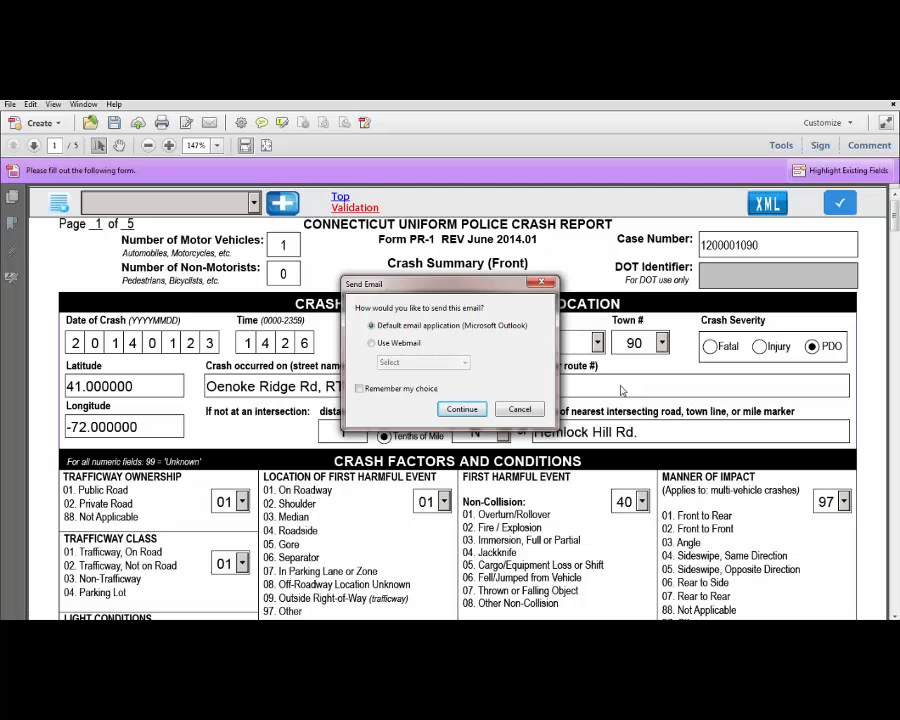 File Edit View Window Help
Create Customize
1 / 5 147% Tools Sign Comment
Please fill out the following form. Highlight Existing Fields
Top
Validation
XML
Page 1 of 5 CONNECTICUT UNIFORM POLICE CRASH REPORT
Number of Motor Vehicles: 1 Form PR-1 REV June 2014.01 Case Number: 1200001090
Automobiles, Motorcycles, etc.
Number of Non-Motorists: 0 Crash Summary (Front) DOT Identifier:
Pedestrians, Bicyclists, etc. For DOT use only
Send Email
How would you like to send this email?
Default email application (Microsoft Outlook)
Use Webmail
Select
Remember my choice
Continue Cancel
CRASH OCATION
Date of Crash (YYYYMMDD) Time (0000-2359) Town # Crash Severity
2 0 1 4 0 1 2 3 1 4 2 6 90 Fatal Injury PDO
Latitude Crash occurred on (street name route #)
41.000000 Oenoke Ridge Rd, RT
Longitude If not at an intersection: dista of nearest intersecting road, town line, or mile marker
-72.000000 1 Tenths of Mile N or Hemlock Hill Rd.
For all numeric fields: 99 = 'Unknown' CRASH FACTORS AND CONDITIONS
TRAFFICWAY OWNERSHIP
01. Public Road
02. Private Road
88. Not Applicable
01
TRAFFICWAY CLASS
01. Trafficway, On Road
02. Trafficway, Not on Road
03. Non-Trafficway
04. Parking Lot
01
LIGHT CONDITIONS
LOCATION OF FIRST HARMFUL EVENT
01. On Roadway
02. Shoulder
03. Median
04. Roadside
05. Gore
06. Separator
07. In Parking Lane or Zone
08. Off-Roadway Location Unknown
09. Outside Right-of-Way (trafficway)
97. Other
01
FIRST HARMFUL EVENT
Non-Collision:
01. Overturn/Rollover
02. Fire / Explosion
03. Immersion, Full or Partial
04. Jackknife
05. Cargo/Equipment Loss or Shift
06. Fell/Jumped from Vehicle
07. Thrown or Falling Object
08. Other Non-Collision
40
MANNER OF IMPACT
(Applies to: multi-vehicle crashes)
01. Front to Rear
02. Front to Front
03. Angle
04. Sideswipe, Same Direction
05. Sideswipe, Opposite Direction
06. Rear to Side
07. Rear to Rear
88. Not Applicable
97